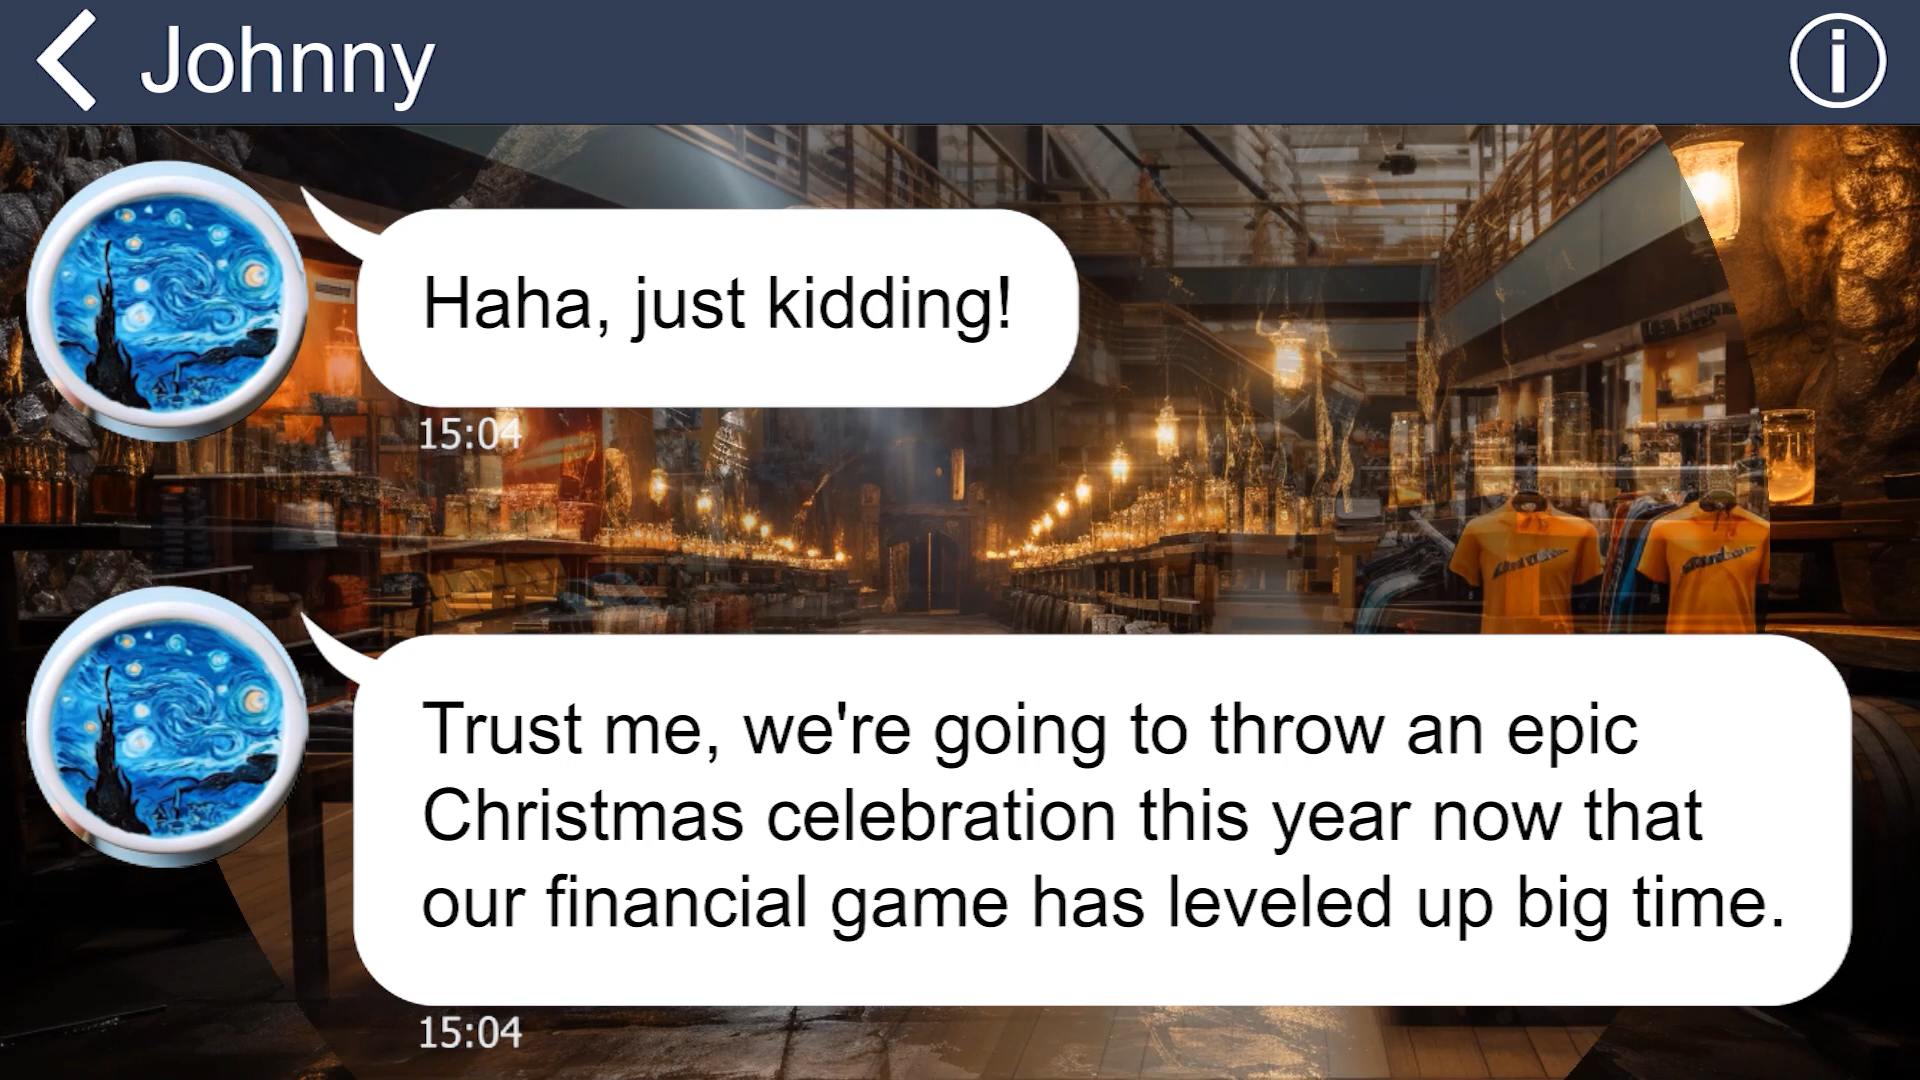 Johnny
Haha, just kidding!
15:04
Trust me, we're going to throw an epic
Christmas celebration this year now that
our financial game has leveled up big time.
15:04